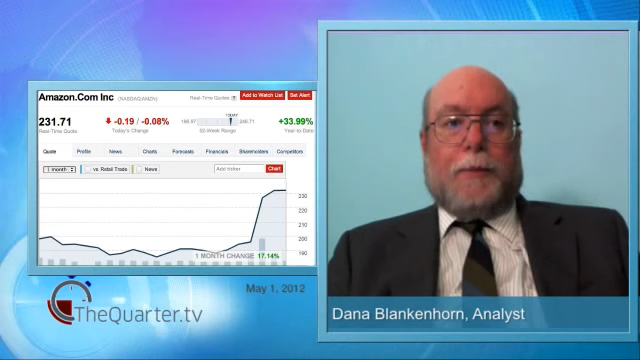 Amazon.Com Inc (NASDAQ:AMZN) Real-Time Quotes [?] Add to Watch List Set Alert
231.71 -0.19 / -0.08% TODAY +33.99%
Real-Time Quote Today's Change 52-Week Range Year-to-Date
Quote Profile News Charts Forecasts Financials Shareholders Competitors
1 month vs. Retail Trade News Add ticker Chart
230
220
210
200
190
1 MONTH CHANGE 17.14%
May 1, 2012
TheQuarter.tv
Dana Blankenhorn, Analyst